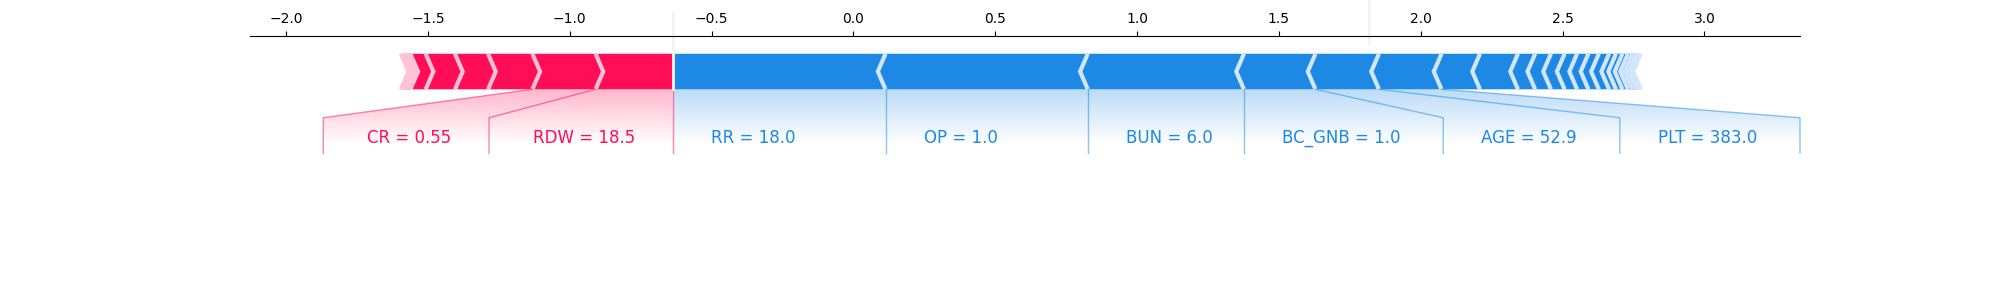 −2.0 −1.5 −1.0 −0.5 0.0 0.5 1.0 1.5 2.0 2.5 3.0
CR = 0.55 RDW = 18.5 RR = 18.0 OP = 1.0 BUN = 6.0 BC_GNB = 1.0 AGE = 52.9 PLT = 383.0